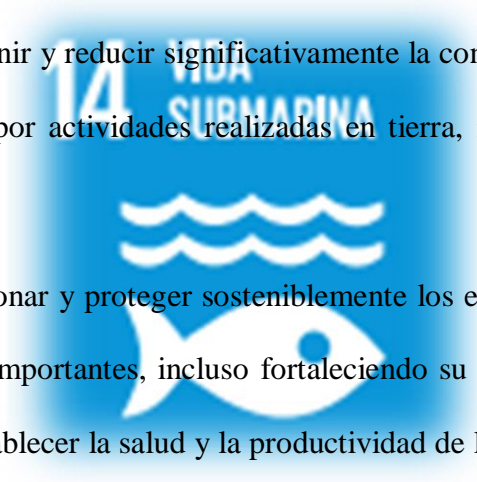 14 VIDA
SUBMARINA
nir y reducir significativamente la con
por actividades realizadas en tierra,
onar y proteger sosteniblemente los e
mportantes, incluso fortaleciendo su
ablecer la salud y la productividad de l